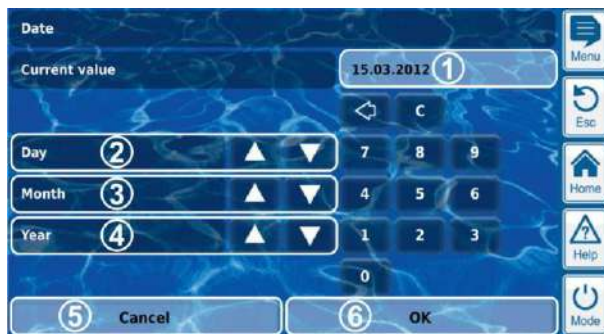 Date
Menu
Current value
15.03.2012 1
C
Esc
Day 2
7 8 9
Month 3
4 5 6
Home
Year 4
1 2 3
Help
0
5 Cancel
6 OK
Mode